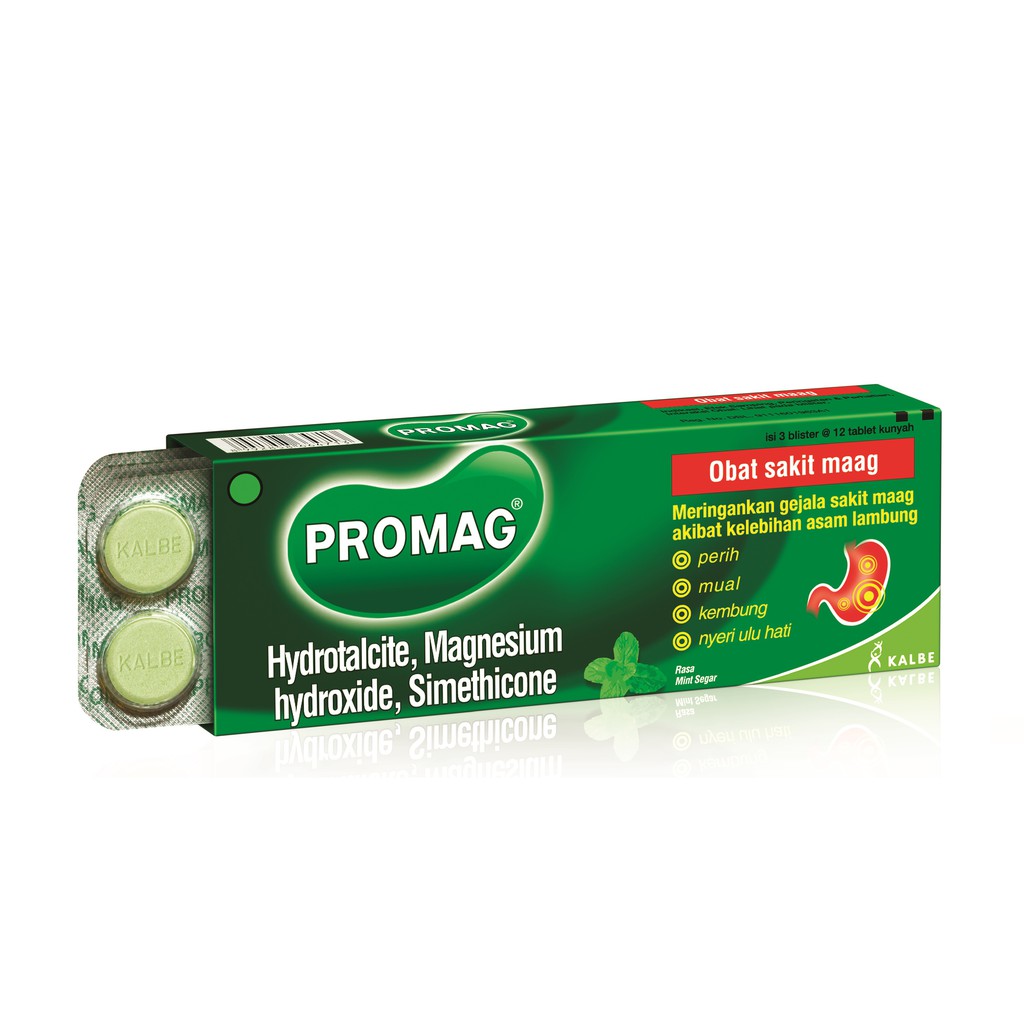 KALBE
KALBE
PROMAG
Obat sakit maag
isi 3 blister @ 12 tablet kunyah
PROMAG®
Hydrotalcite, Magnesium
hydroxide, Simethicone
Obat sakit maag
Meringankan gejala sakit maag
akibat kelebihan asam lambung
perih
mual
kembung
nyeri ulu hati
Rasa
Mint Segar
KALBE